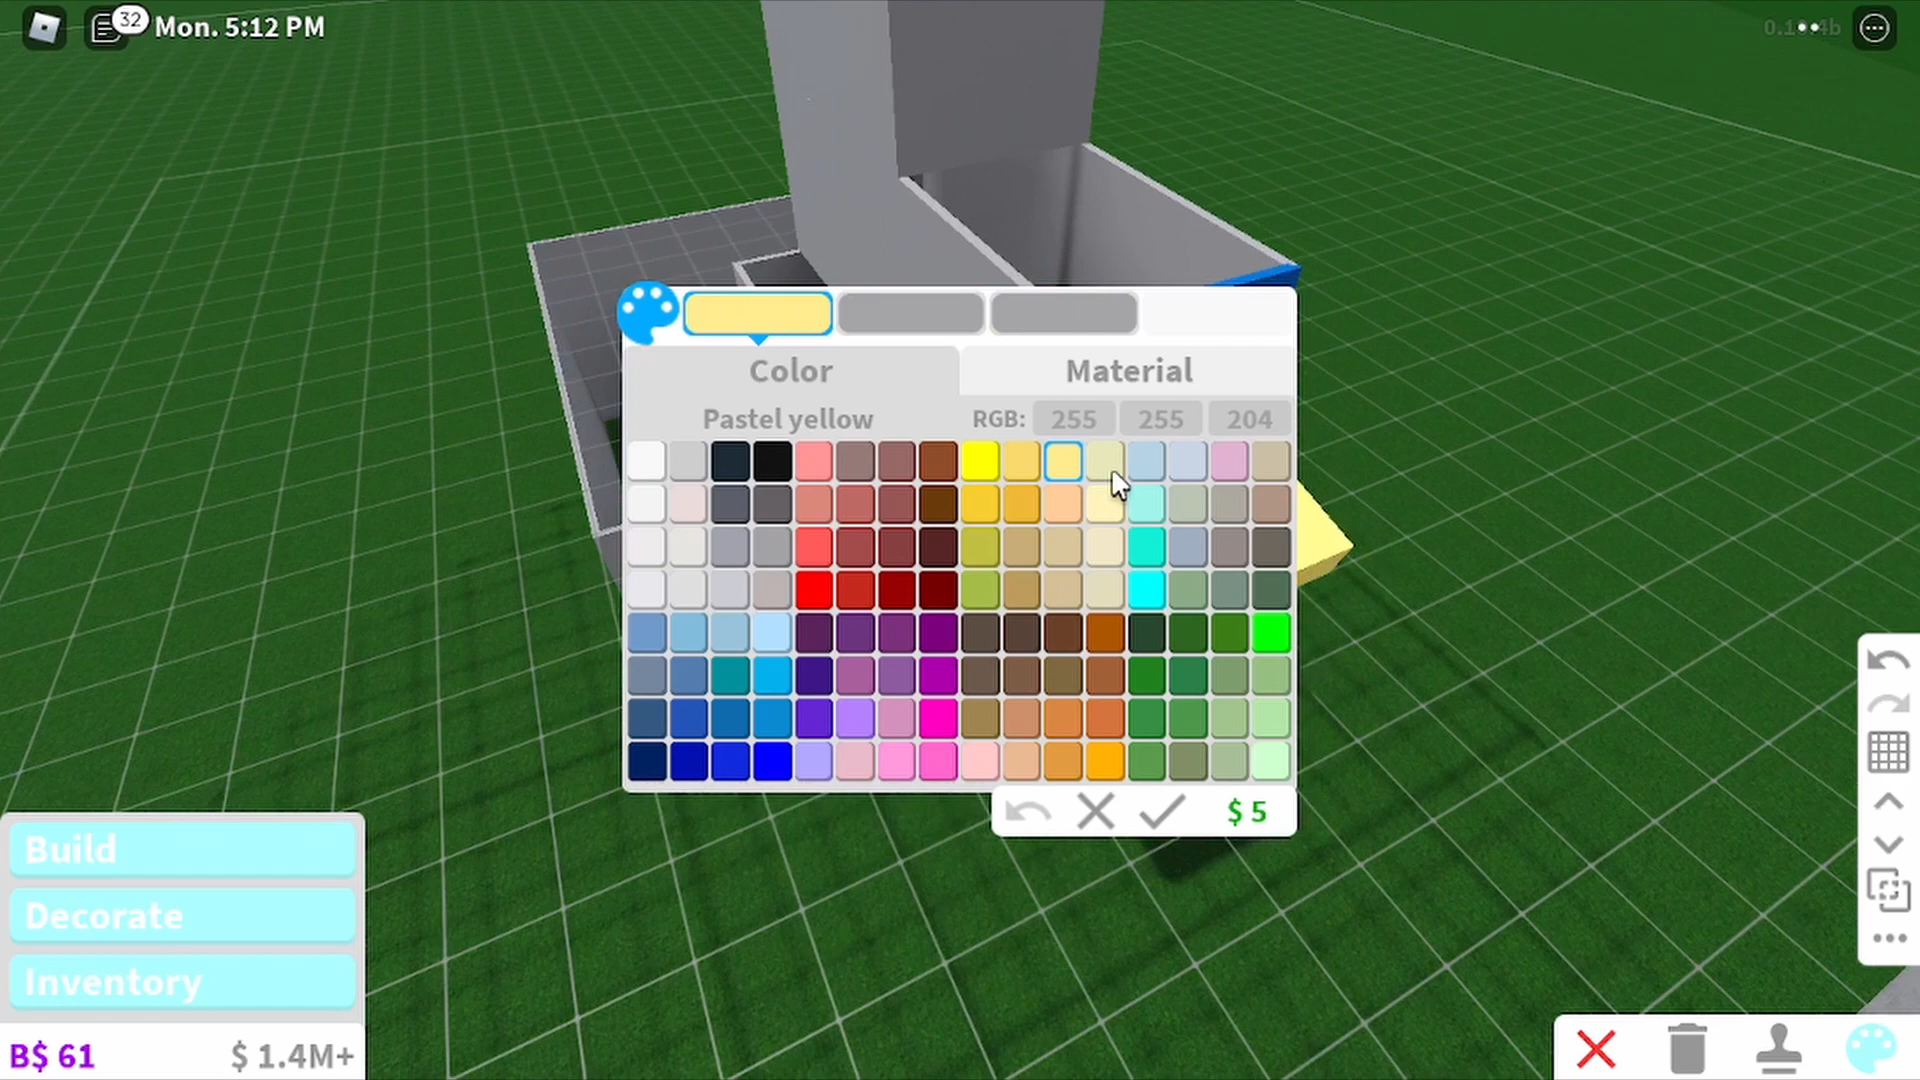 32 Mon. 5:12 PM
Color
Material
Pastel yellow
RGB: 255 255 204
$ 5
Build
Decorate
Inventory
B$ 61
$ 1.4M+